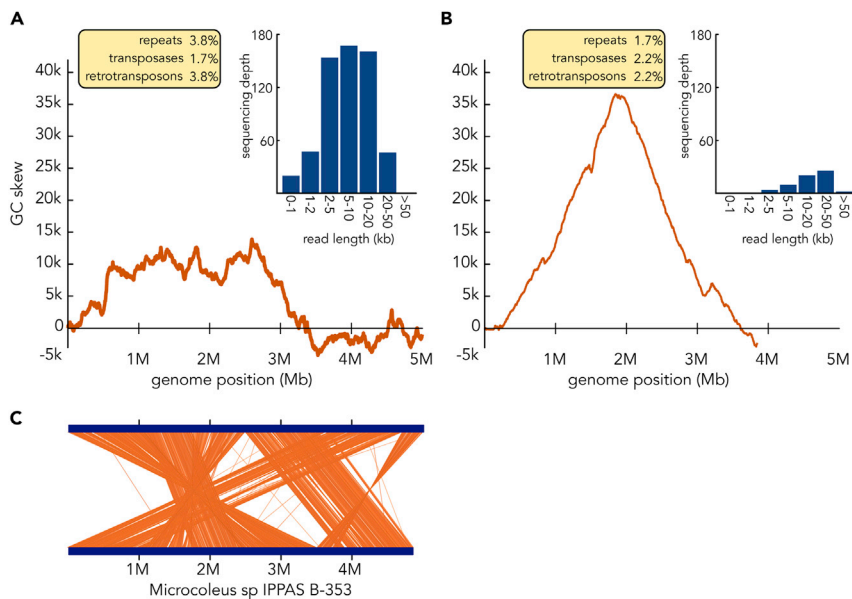 A
repeats 3.8%
transposases 1.7%
retrotransposons 3.8%
40k
35k
30k
25k
20k
15k
10k
5k
0
-5k
GC skew
1M
2M
3M
4M
5M
genome position (Mb)
180
120
60
sequencing depth
0-1
1-2
2-5
5-10
10-20
20-50
>50
read length (kb)
B
repeats 1.7%
transposases 2.2%
retrotransposons 2.2%
40k
35k
30k
25k
20k
15k
10k
5k
0
-5k
1M
2M
3M
4M
5M
genome position (Mb)
180
120
60
sequencing depth
0-1
1-2
2-5
5-10
10-20
20-50
>50
read length (kb)
C
1M
2M
3M
4M
Microcoleus sp IPPAS B-353